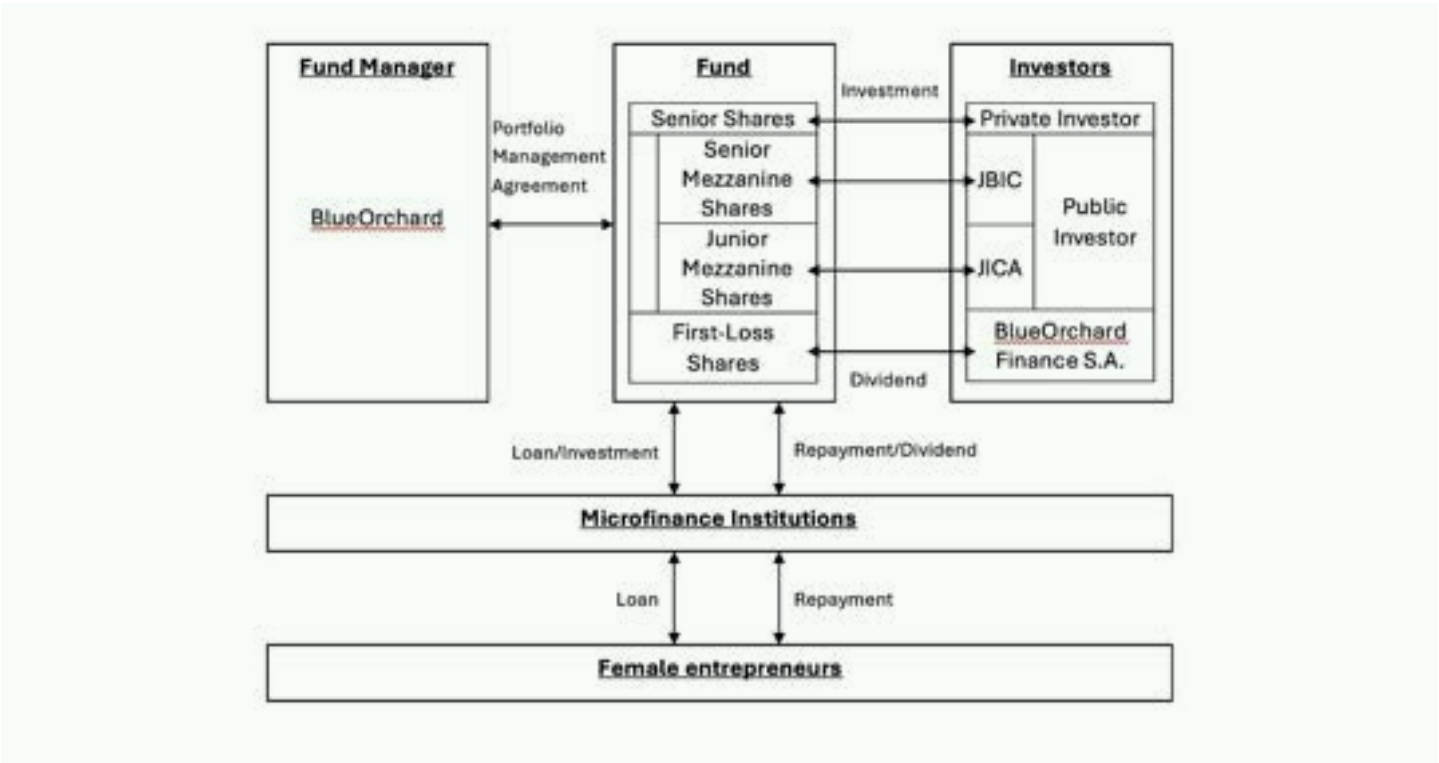 Fund Manager
BlueOrchard
Portfolio
Management
Agreement
Fund
Senior Shares
Senior
Mezzanine
Shares
Junior
Mezzanine
Shares
First-Loss
Shares
Investment
Dividend
Investors
Private Investor
JBIC
JICA
Public
Investor
BlueOrchard
Finance S.A.
Loan/Investment
Repayment/Dividend
Microfinance Institutions
Loan
Repayment
Female entrepreneurs